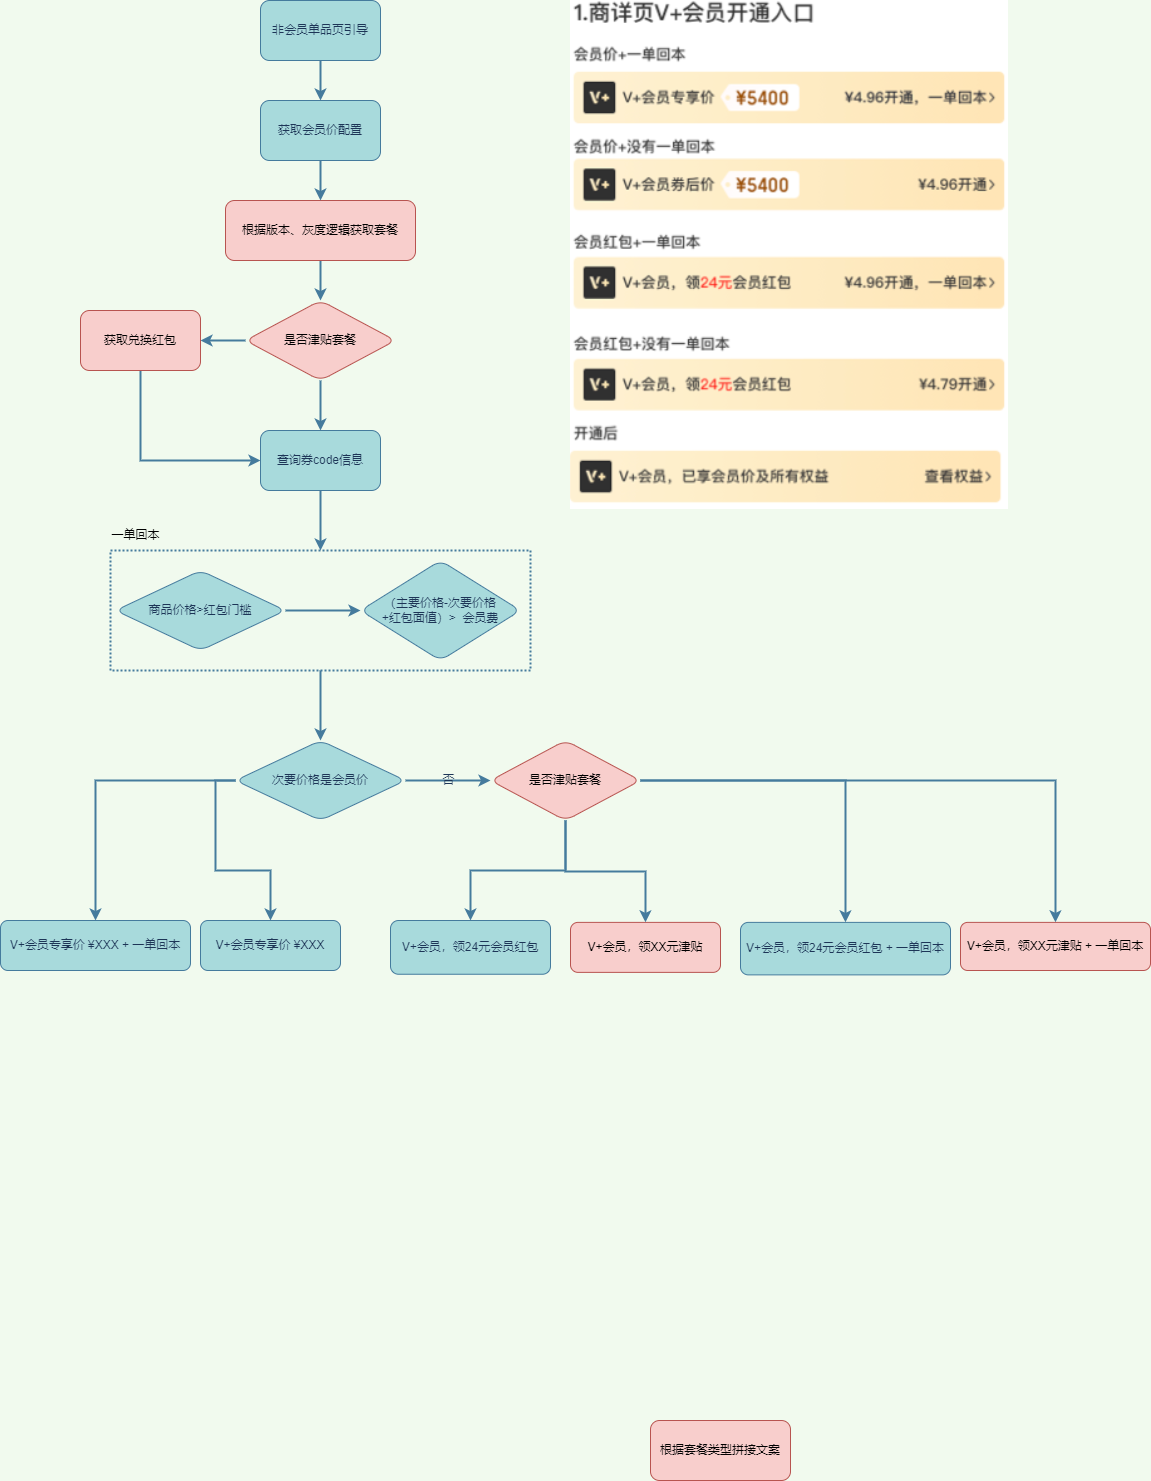 非会员单品页引导
获取会员价配置
根据版本、灰度逻辑获取套餐
是否津贴套餐
获取兑换红包
查询券code信息
一单回本
商品价格>红包门槛
(主要价格-次要价格
+红包面值) > 会员费
次要价格是会员价
否
是否津贴套餐
V+会员专享价 ¥XXX + 一单回本
V+会员专享价 ¥XXX
V+会员，领24元会员红包
V+会员，领XX元津贴
V+会员，领24元会员红包 + 一单回本
V+会员，领XX元津贴 + 一单回本
根据套餐类型拼接文案
1.商详页V+会员开通入口
会员价+一单回本
V+ V+会员专享价 ¥5400 ¥4.96开通，一单回本>
会员价+没有一单回本
V+ V+会员券后价 ¥5400 ¥4.96开通>
会员红包+一单回本
V+ V+会员，领24元会员红包 ¥4.96开通，一单回本>
会员红包+没有一单回本
V+ V+会员，领24元会员红包 ¥4.79开通>
开通后
V+ V+会员，已享会员价及所有权益 查看权益>